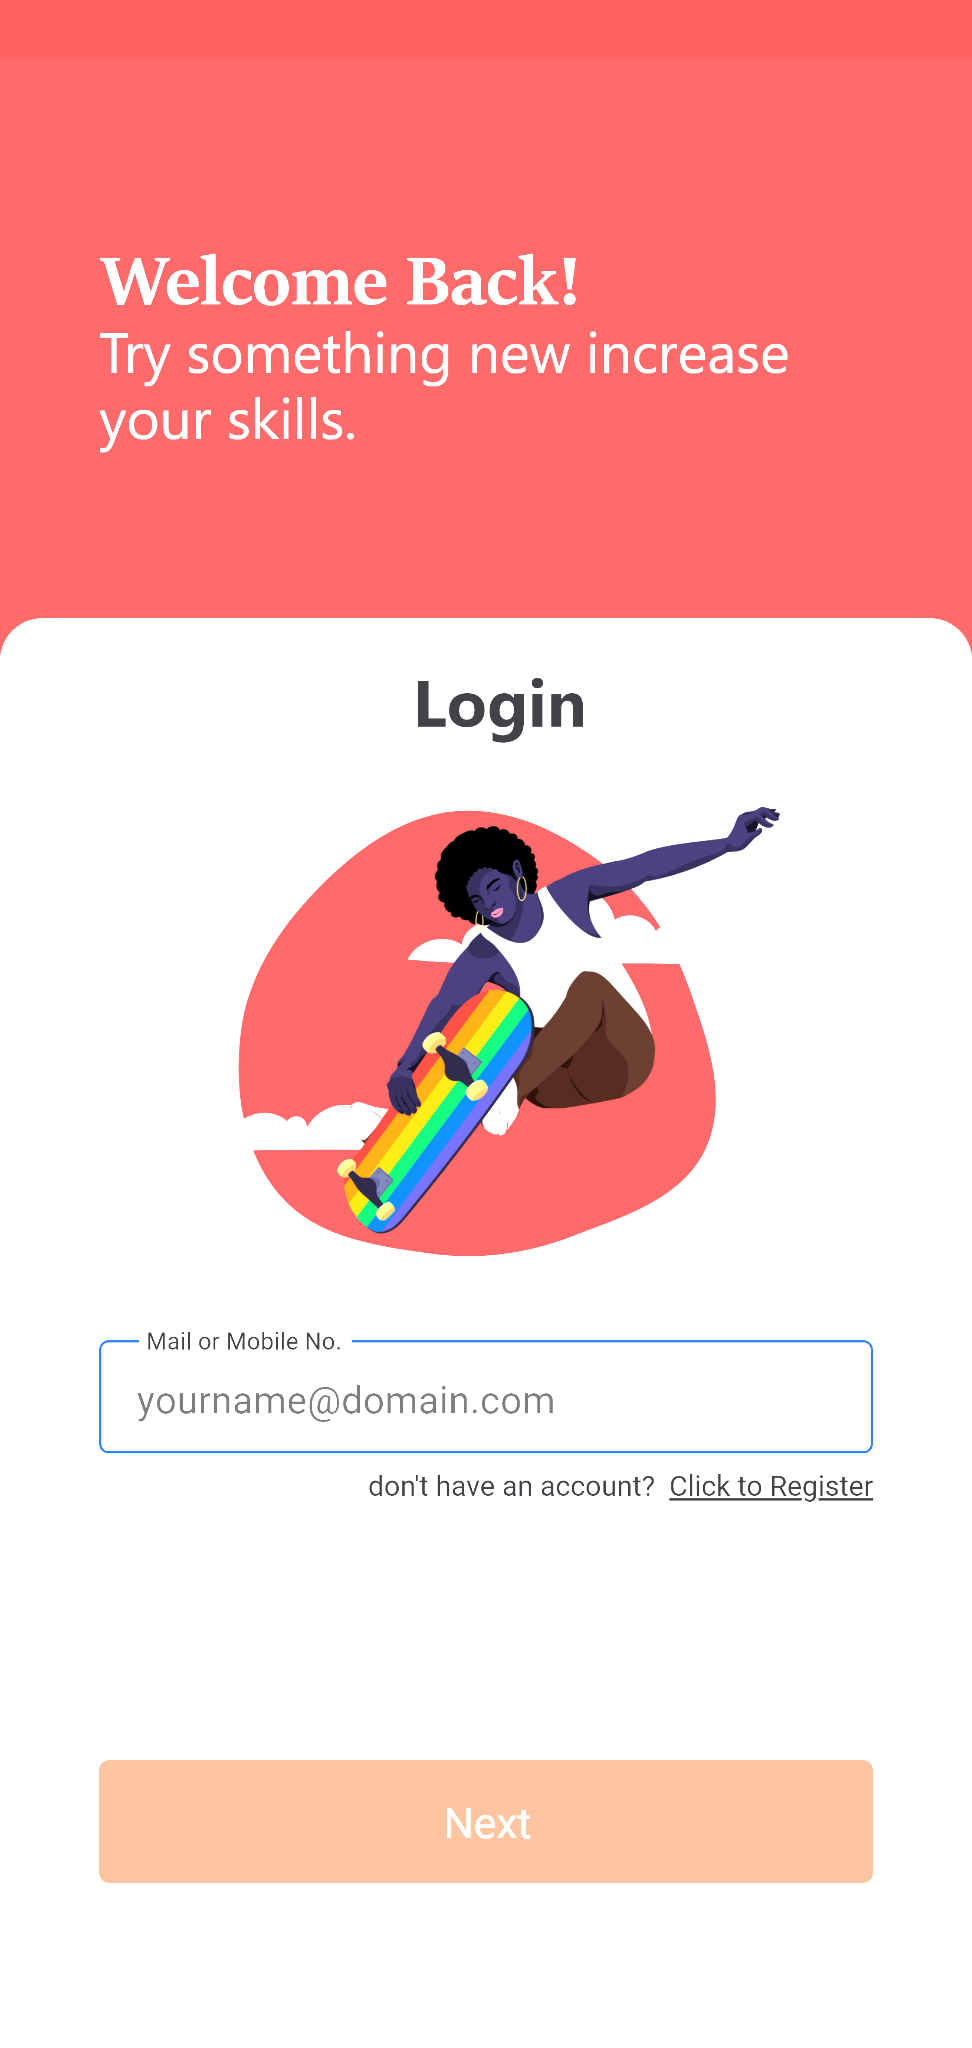 Welcome Back!
Try something new increase
your skills.
Login
Mail or Mobile No.
yourname@domain.com
don't have an account? Click to Register
Next